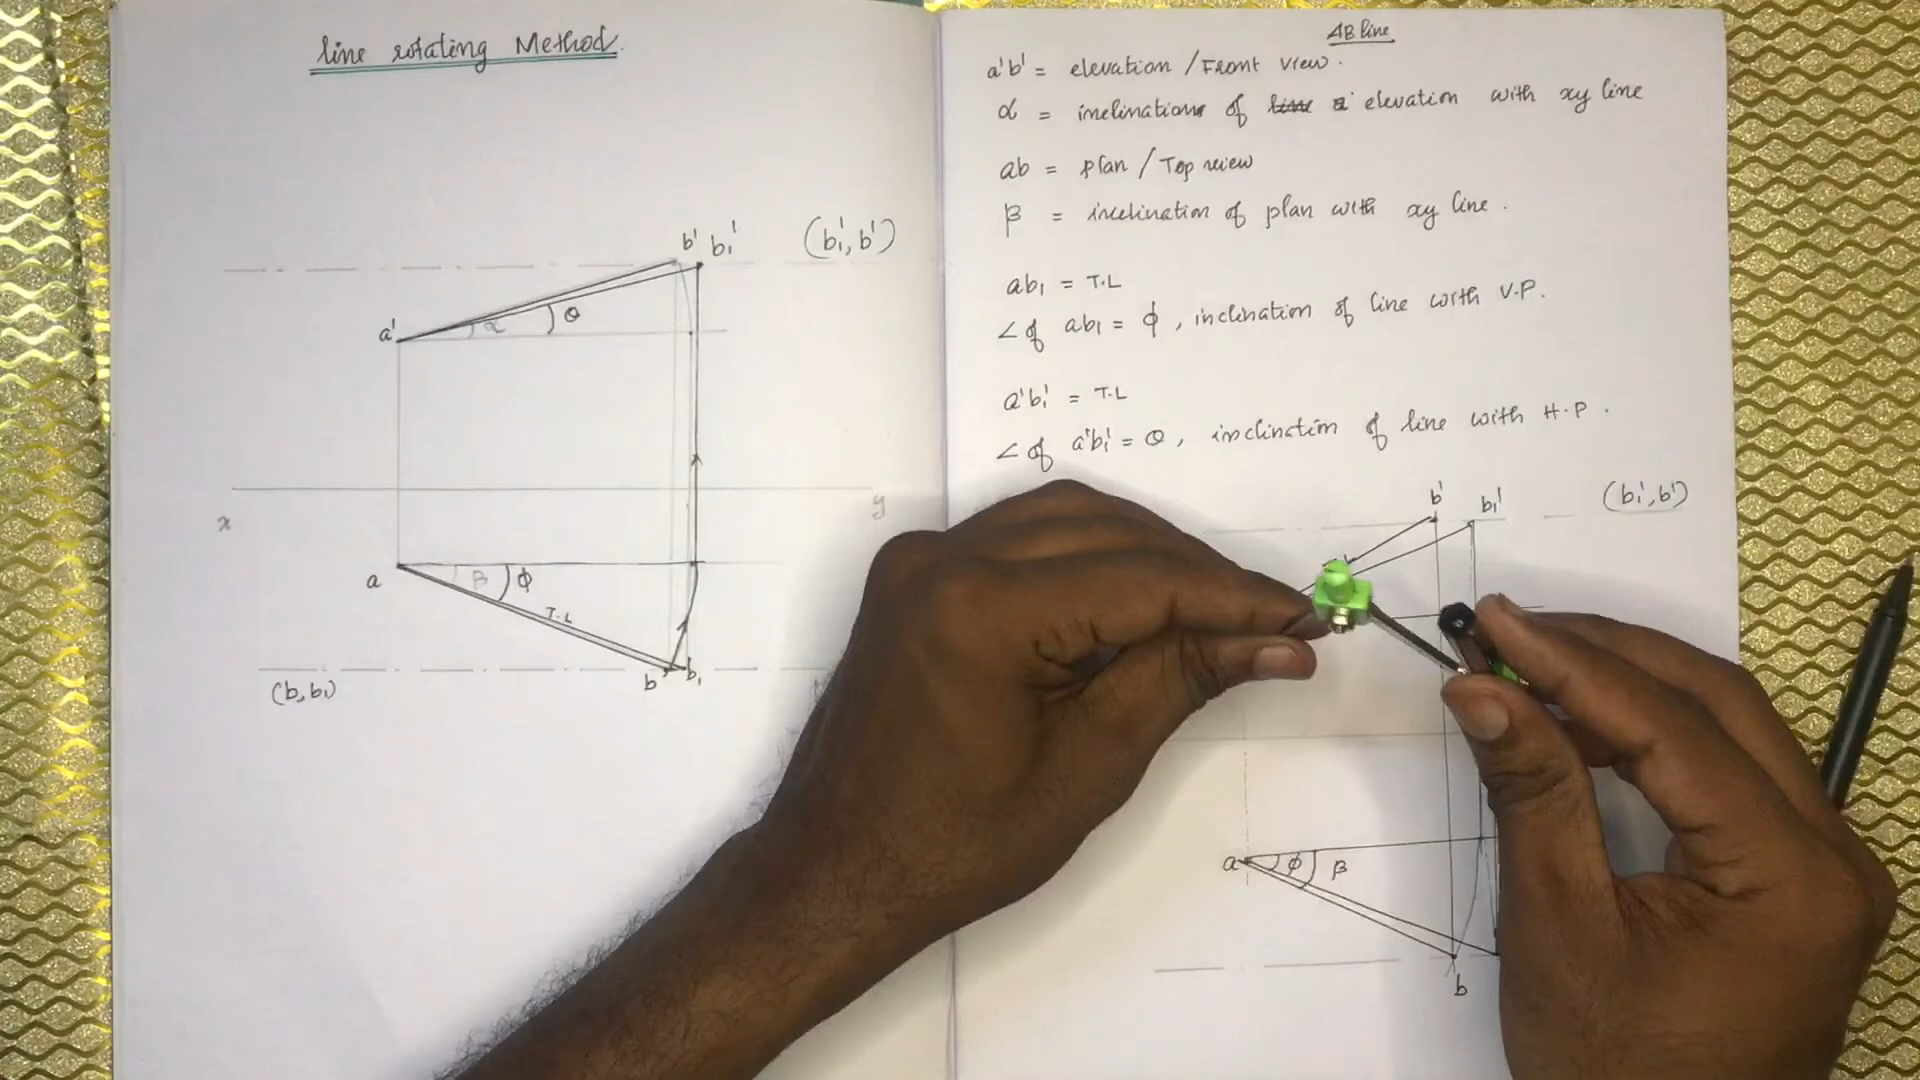 line rotating Method.
b' b₁' (b₁', b')
a' α θ
x y
a β φ
T.L
(b, b₁) b b₁
AB line
a'b' = elevation / Front view.
α = inclination of elevation with xy line
ab = plan / Top view
β = inclination of plan with xy line.
ab₁ = T.L
∠ of ab₁ = φ, inclination of line with V.P.
a'b₁' = T.L
∠ of a'b₁' = θ, inclination of line with H.P.
b' b₁' (b₁', b')
a φ β
b